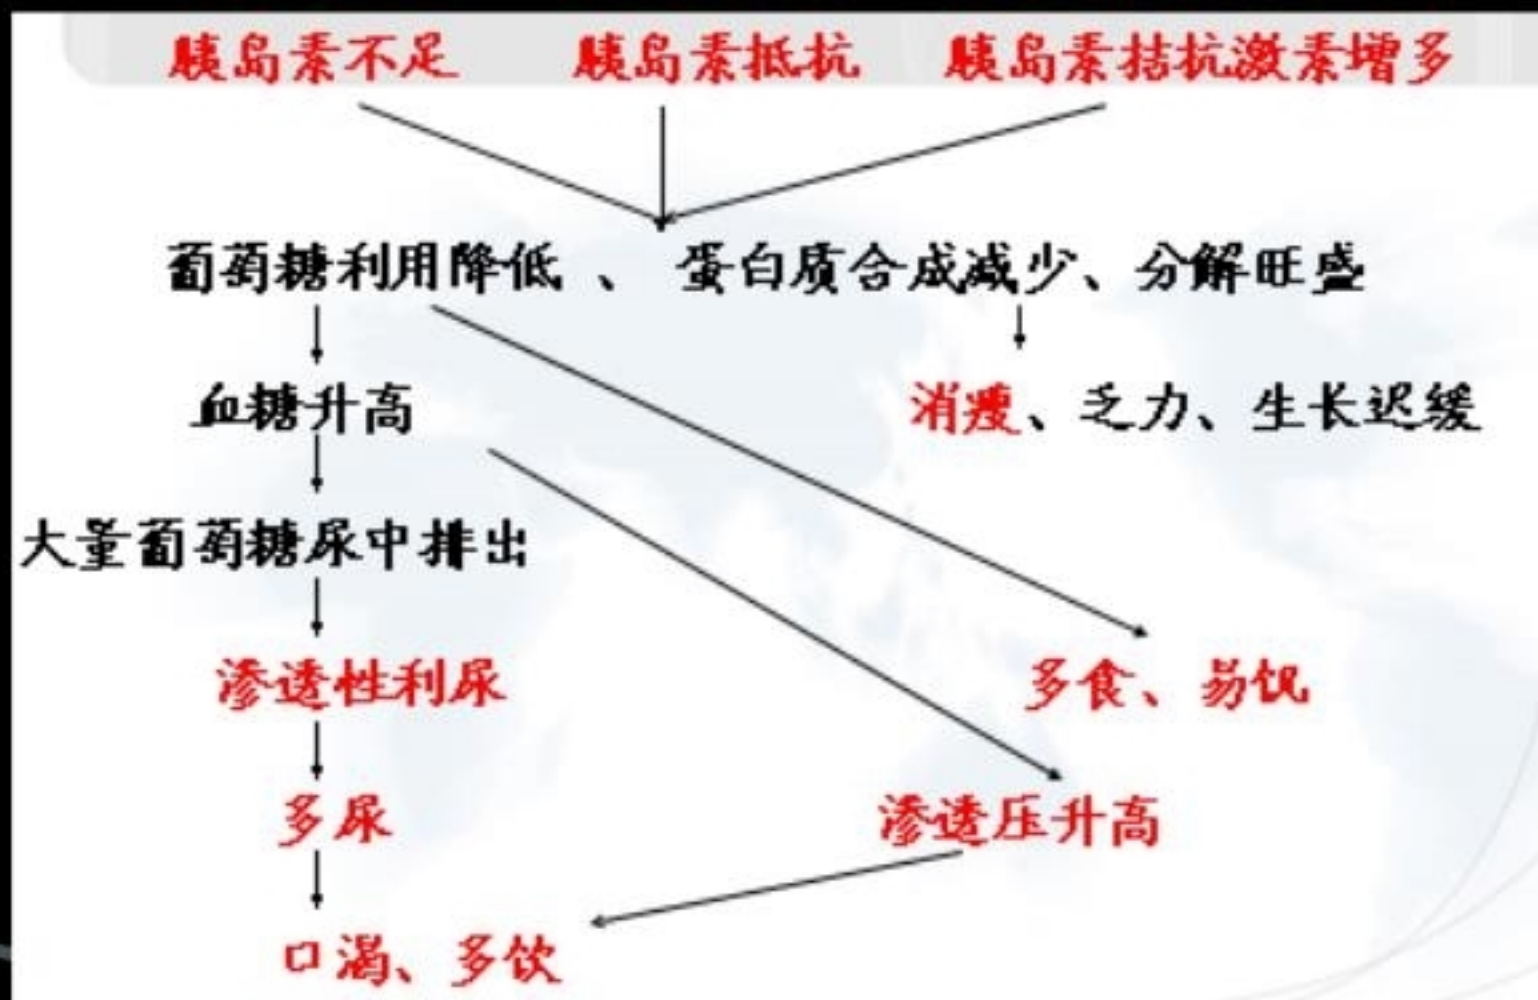 胰岛素不足 胰岛素抵抗 胰岛素拮抗激素增多
葡萄糖利用降低 、 蛋白质合成减少、分解旺盛
血糖升高 消瘦、乏力、生长迟缓
大量葡萄糖尿中排出
渗透性利尿 多食、易饥
多尿 渗透压升高
口渴、多饮